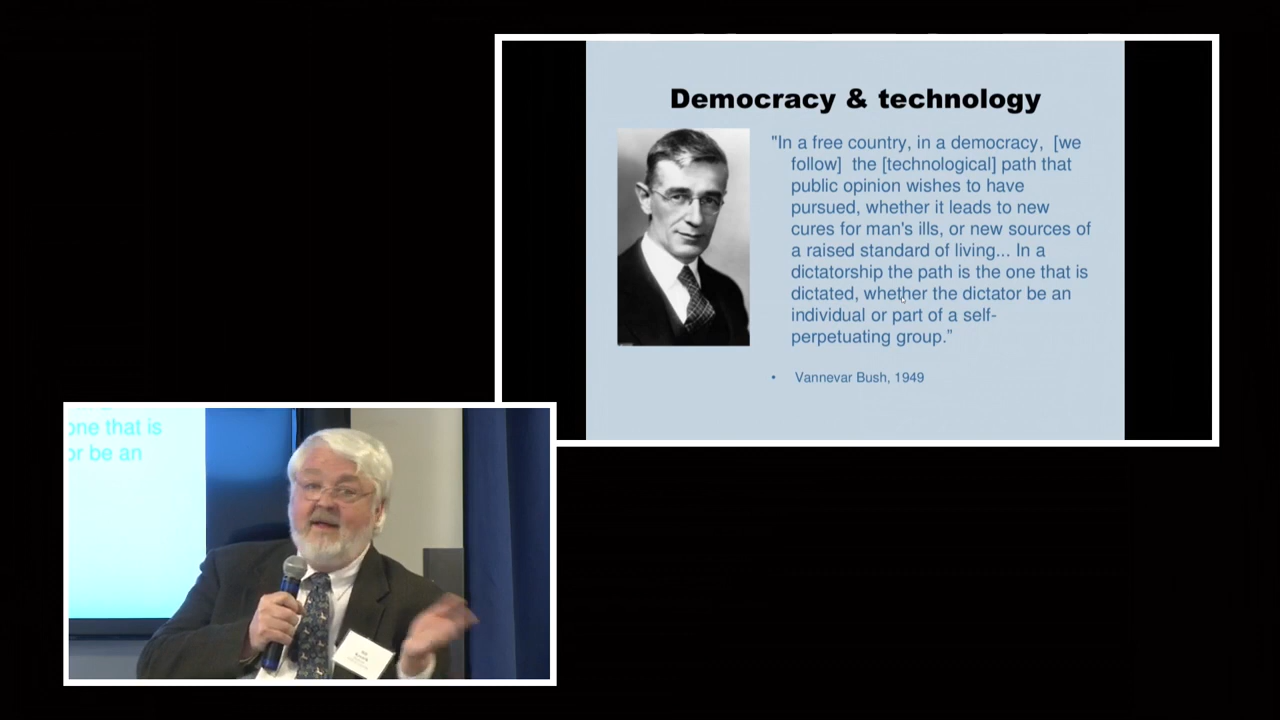 Democracy & technology
"In a free country, in a democracy, [we
follow] the [technological] path that
public opinion wishes to have
pursued, whether it leads to new
cures for man's ills, or new sources of
a raised standard of living... In a
dictatorship the path is the one that is
dictated, whether the dictator be an
individual or part of a self-
perpetuating group.”
• Vannevar Bush, 1949
one that is
or be an